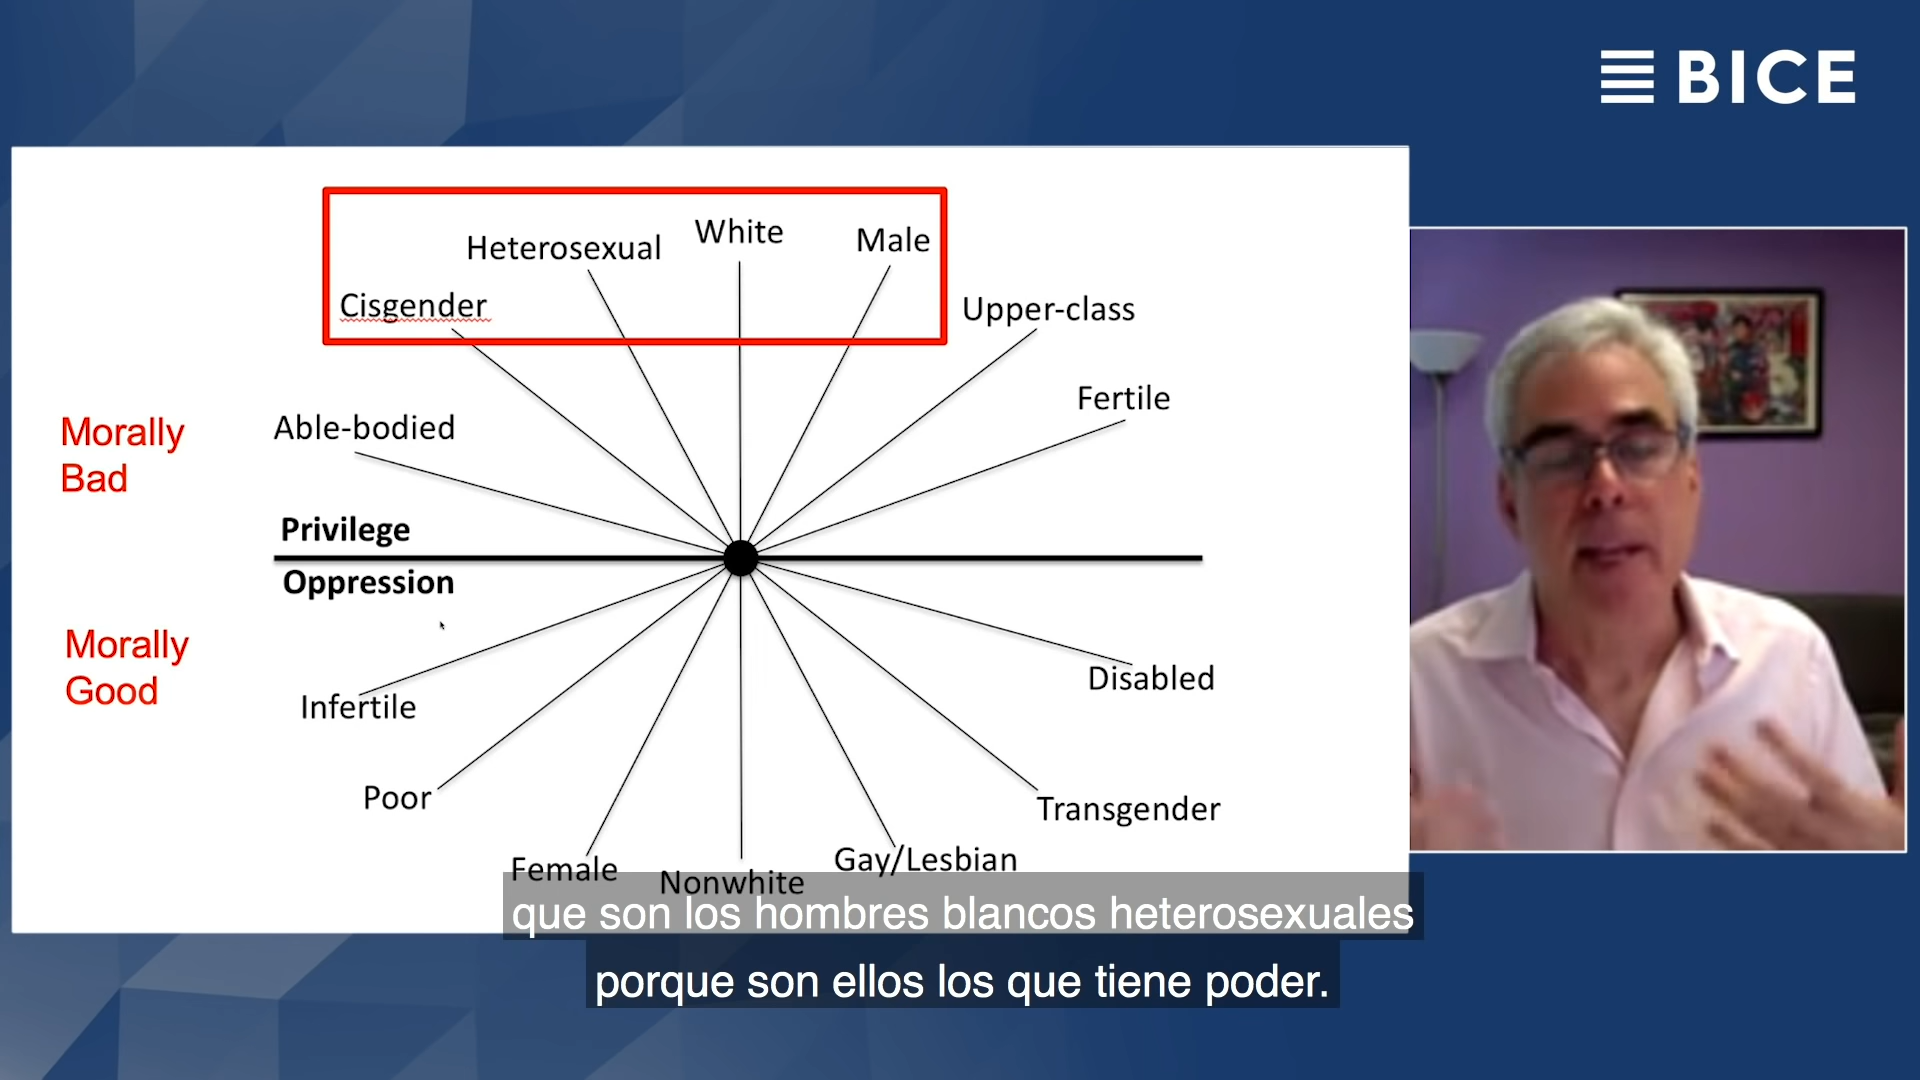 BICE
White
Heterosexual
Male
Cisgender
Upper-class
Fertile
Able-bodied
Morally
Bad
Privilege
Oppression
Morally
Good
Infertile
Disabled
Poor
Transgender
Female
Nonwhite
Gay/Lesbian
que son los hombres blancos heterosexuales
porque son ellos los que tiene poder.